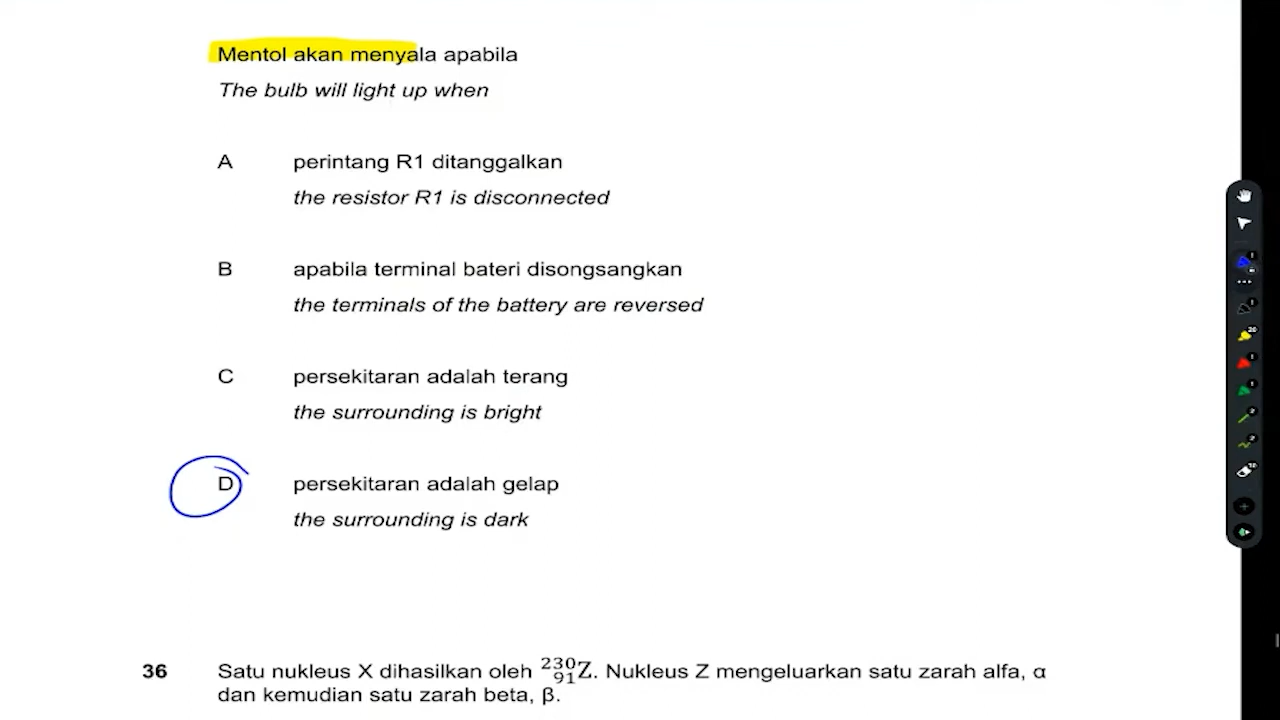 Mentol akan menyala apabila
The bulb will light up when
A perintang R1 ditanggalkan
the resistor R1 is disconnected
B apabila terminal bateri disongsangkan
the terminals of the battery are reversed
C persekitaran adalah terang
the surrounding is bright
D persekitaran adalah gelap
the surrounding is dark
36 Satu nukleus X dihasilkan oleh ²³⁰₉₁Z. Nukleus Z mengeluarkan satu zarah alfa, α
dan kemudian satu zarah beta, β.